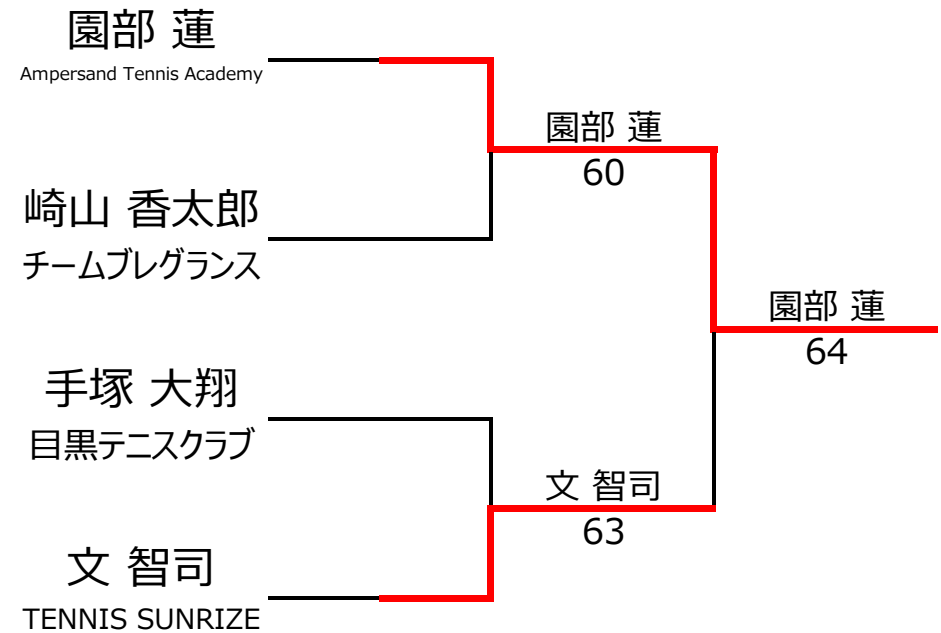 園部 蓮
Ampersand Tennis Academy
園部 蓮
60
崎山 香太郎
チームブレグランス
園部 蓮
64
手塚 大翔
目黒テニスクラブ
文 智司
63
文 智司
TENNIS SUNRIZE